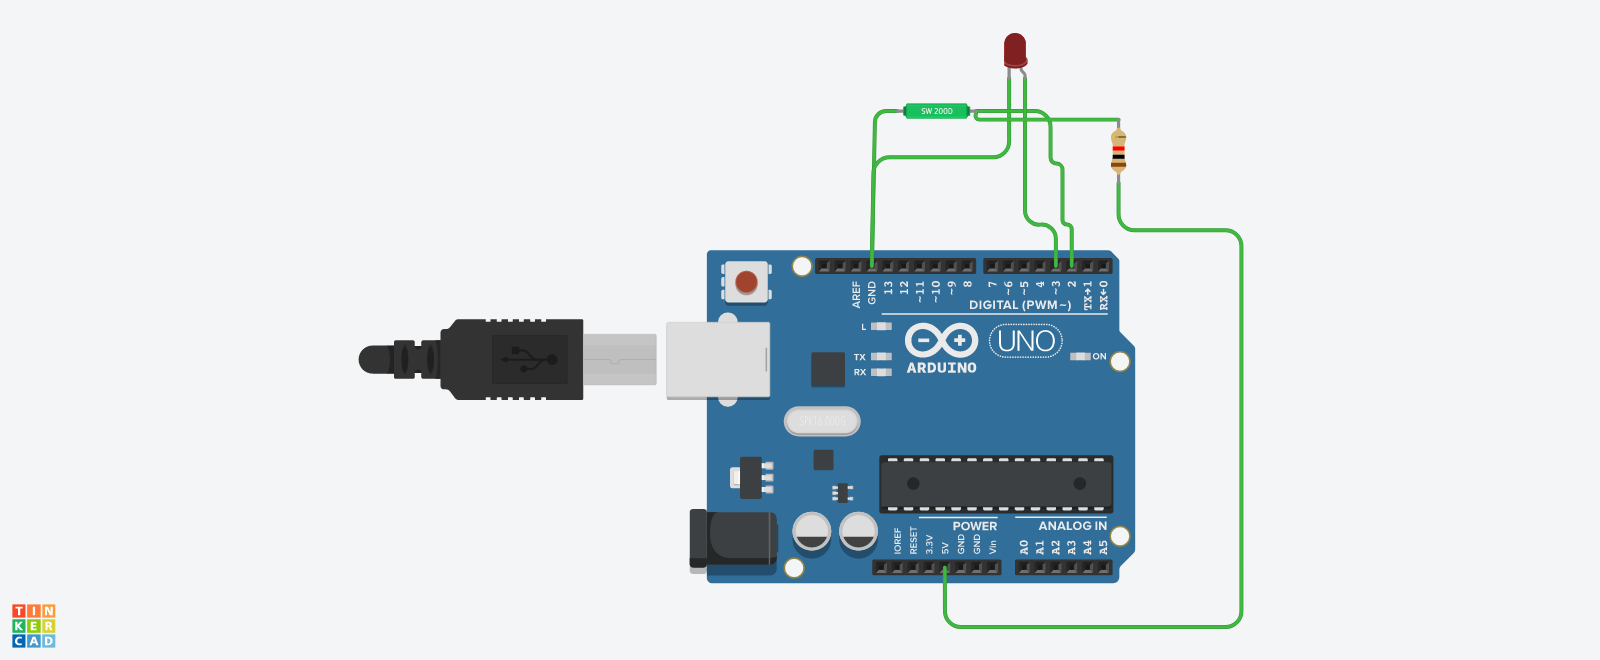 SW 200D
AREF
GND
13
12
~11
~10
~9
8
7
~6
~5
4
~3
2
TX→1
RX←0
DIGITAL (PWM~)
L
TX
RX
ARDUINO
UNO
ON
SPK16.000G
POWER
ANALOG IN
IOREF
RESET
3.3V
5V
GND
GND
Vin
A0
A1
A2
A3
A4
A5
TIN
KER
CAD